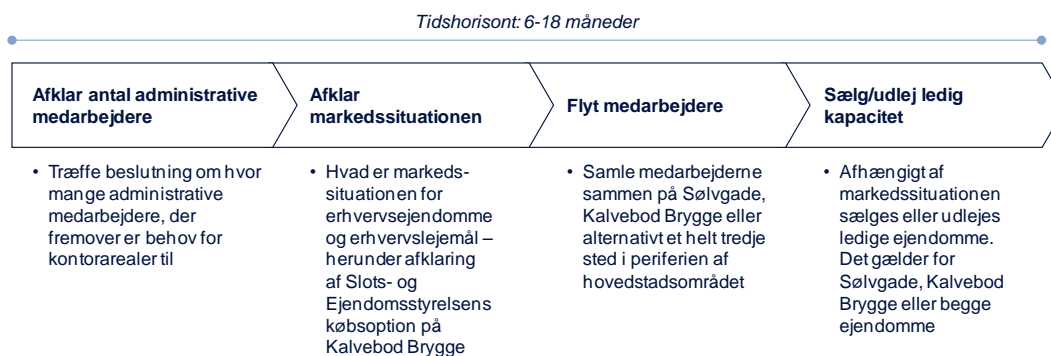 Tidshorisont: 6-18 måneder
Afklar antal administrative
medarbejdere
Afklar
markedssituationen
Flyt medarbejdere
Sælg/udlej ledig
kapacitet
• Træffe beslutning om hvor
mange administrative
medarbejdere, der
fremover er behov for
kontorarealer til
• Hvad er markeds-
situationen for
erhvervsejendomme
og erhvervslejemål –
herunder afklaring
af Slots- og
Ejendomsstyrelsens
købsoption på
Kalvebod Brygge
• Samle medarbejderne
sammen på Sølvgade,
Kalvebod Brygge eller
alternativt et helt tredje
sted i periferien af
hovedstadsområdet
• Afhængigt af
markedssituationen
sælges eller udlejes
ledige ejendomme.
Det gælder for
Sølvgade, Kalvebod
Brygge eller begge
ejendomme